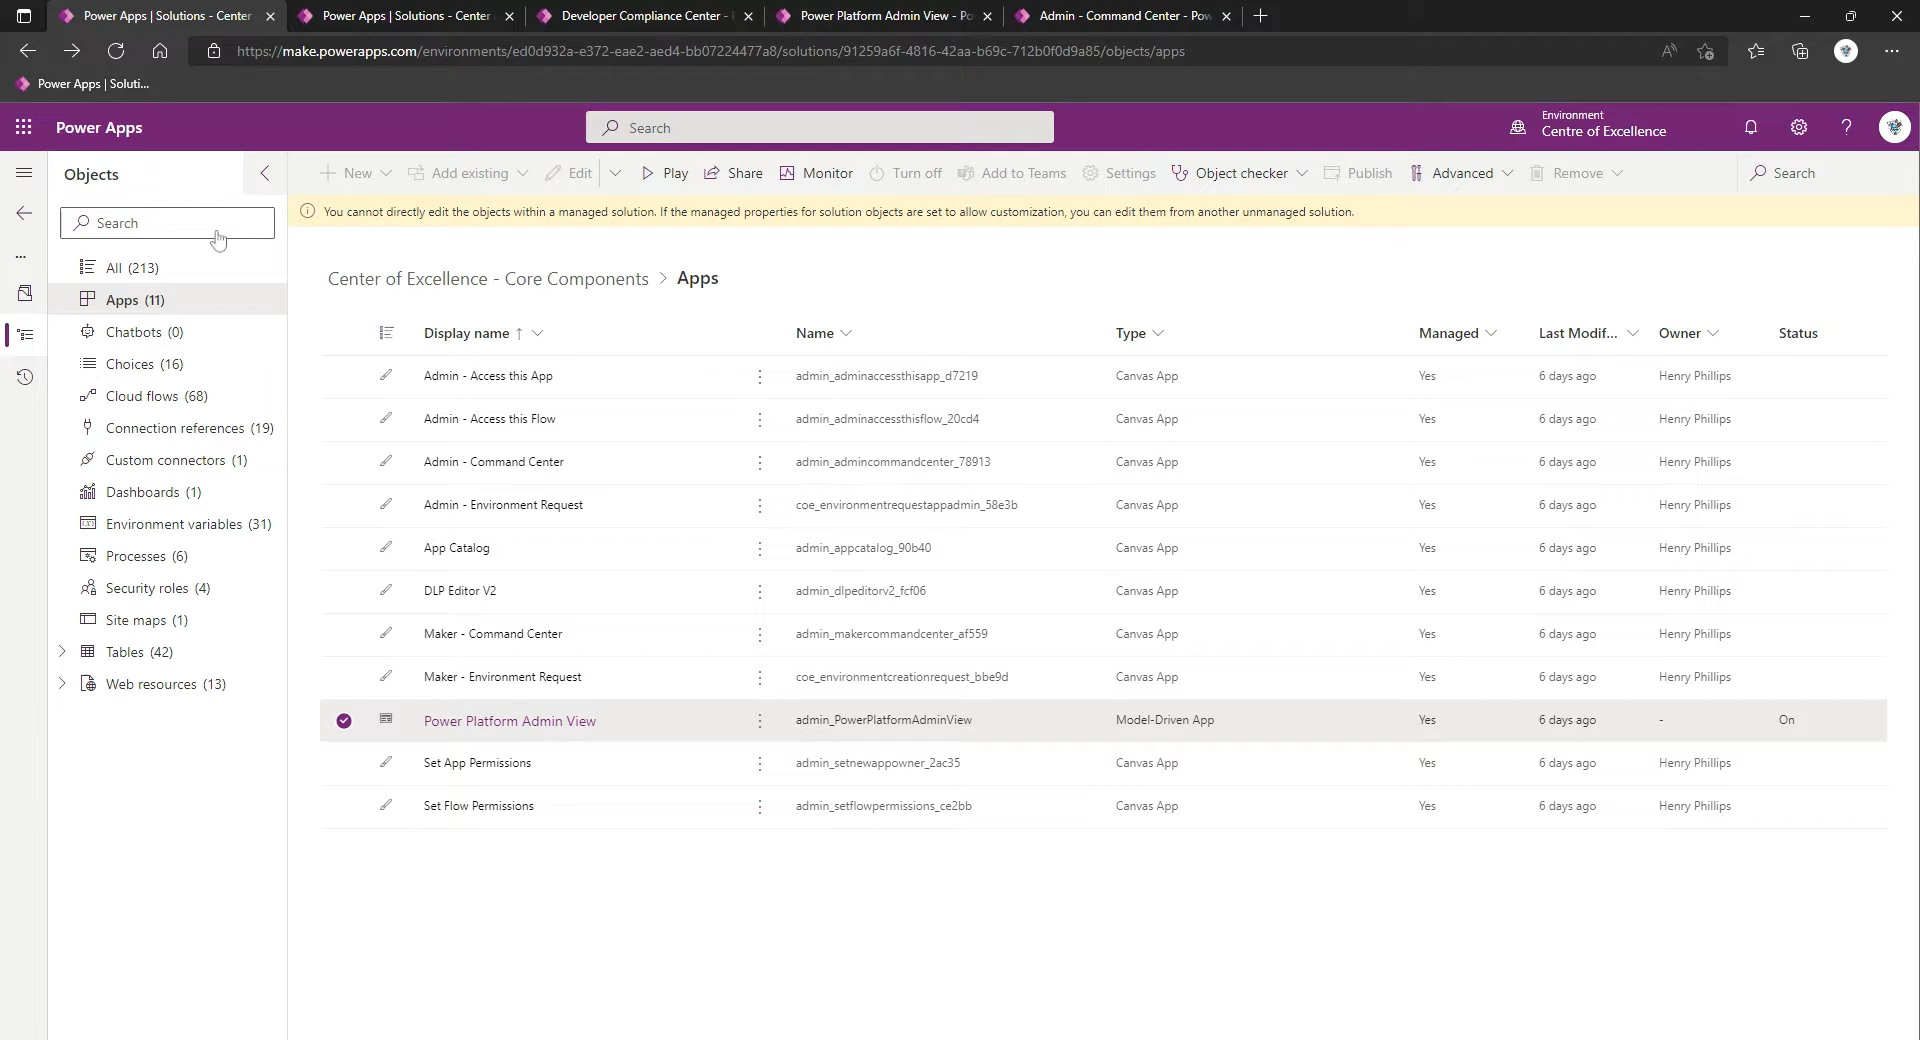 Power Apps | Solutions - Center
Power Apps | Solutions - Center
Developer Compliance Center -
Power Platform Admin View - Po
Admin - Command Center - Pow
https://make.powerapps.com/environments/ed0d932a-e372-eae2-aed4-bb07224477a8/solutions/91259a6f-4816-42aa-b69c-712b0f0d9a85/objects/apps
Power Apps | Soluti...
Power Apps
Search
Environment
Centre of Excellence
Objects
New
Add existing
Edit
Play
Share
Monitor
Turn off
Add to Teams
Settings
Object checker
Publish
Advanced
Remove
Search
You cannot directly edit the objects within a managed solution. If the managed properties for solution objects are set to allow customization, you can edit them from another unmanaged solution.
Search
All (213)
Apps (11)
Chatbots (0)
Choices (16)
Cloud flows (68)
Connection references (19)
Custom connectors (1)
Dashboards (1)
Environment variables (31)
Processes (6)
Security roles (4)
Site maps (1)
Tables (42)
Web resources (13)
Center of Excellence - Core Components > Apps
Display name ↑ Name Type Managed Last Modif... Owner Status
Admin - Access this App admin_adminaccessthisapp_d7219 Canvas App Yes 6 days ago Henry Phillips
Admin - Access this Flow admin_adminaccessthisflow_20cd4 Canvas App Yes 6 days ago Henry Phillips
Admin - Command Center admin_admincommandcenter_78913 Canvas App Yes 6 days ago Henry Phillips
Admin - Environment Request coe_environmentrequestappadmin_58e3b Canvas App Yes 6 days ago Henry Phillips
App Catalog admin_appcatalog_90b40 Canvas App Yes 6 days ago Henry Phillips
DLP Editor V2 admin_dlpeditorv2_fcf06 Canvas App Yes 6 days ago Henry Phillips
Maker - Command Center admin_makercommandcenter_af559 Canvas App Yes 6 days ago Henry Phillips
Maker - Environment Request coe_environmentcreationrequest_bbe9d Canvas App Yes 6 days ago Henry Phillips
Power Platform Admin View admin_PowerPlatformAdminView Model-Driven App Yes 6 days ago - On
Set App Permissions admin_setnewappowner_2ac35 Canvas App Yes 6 days ago Henry Phillips
Set Flow Permissions admin_setflowpermissions_ce2bb Canvas App Yes 6 days ago Henry Phillips